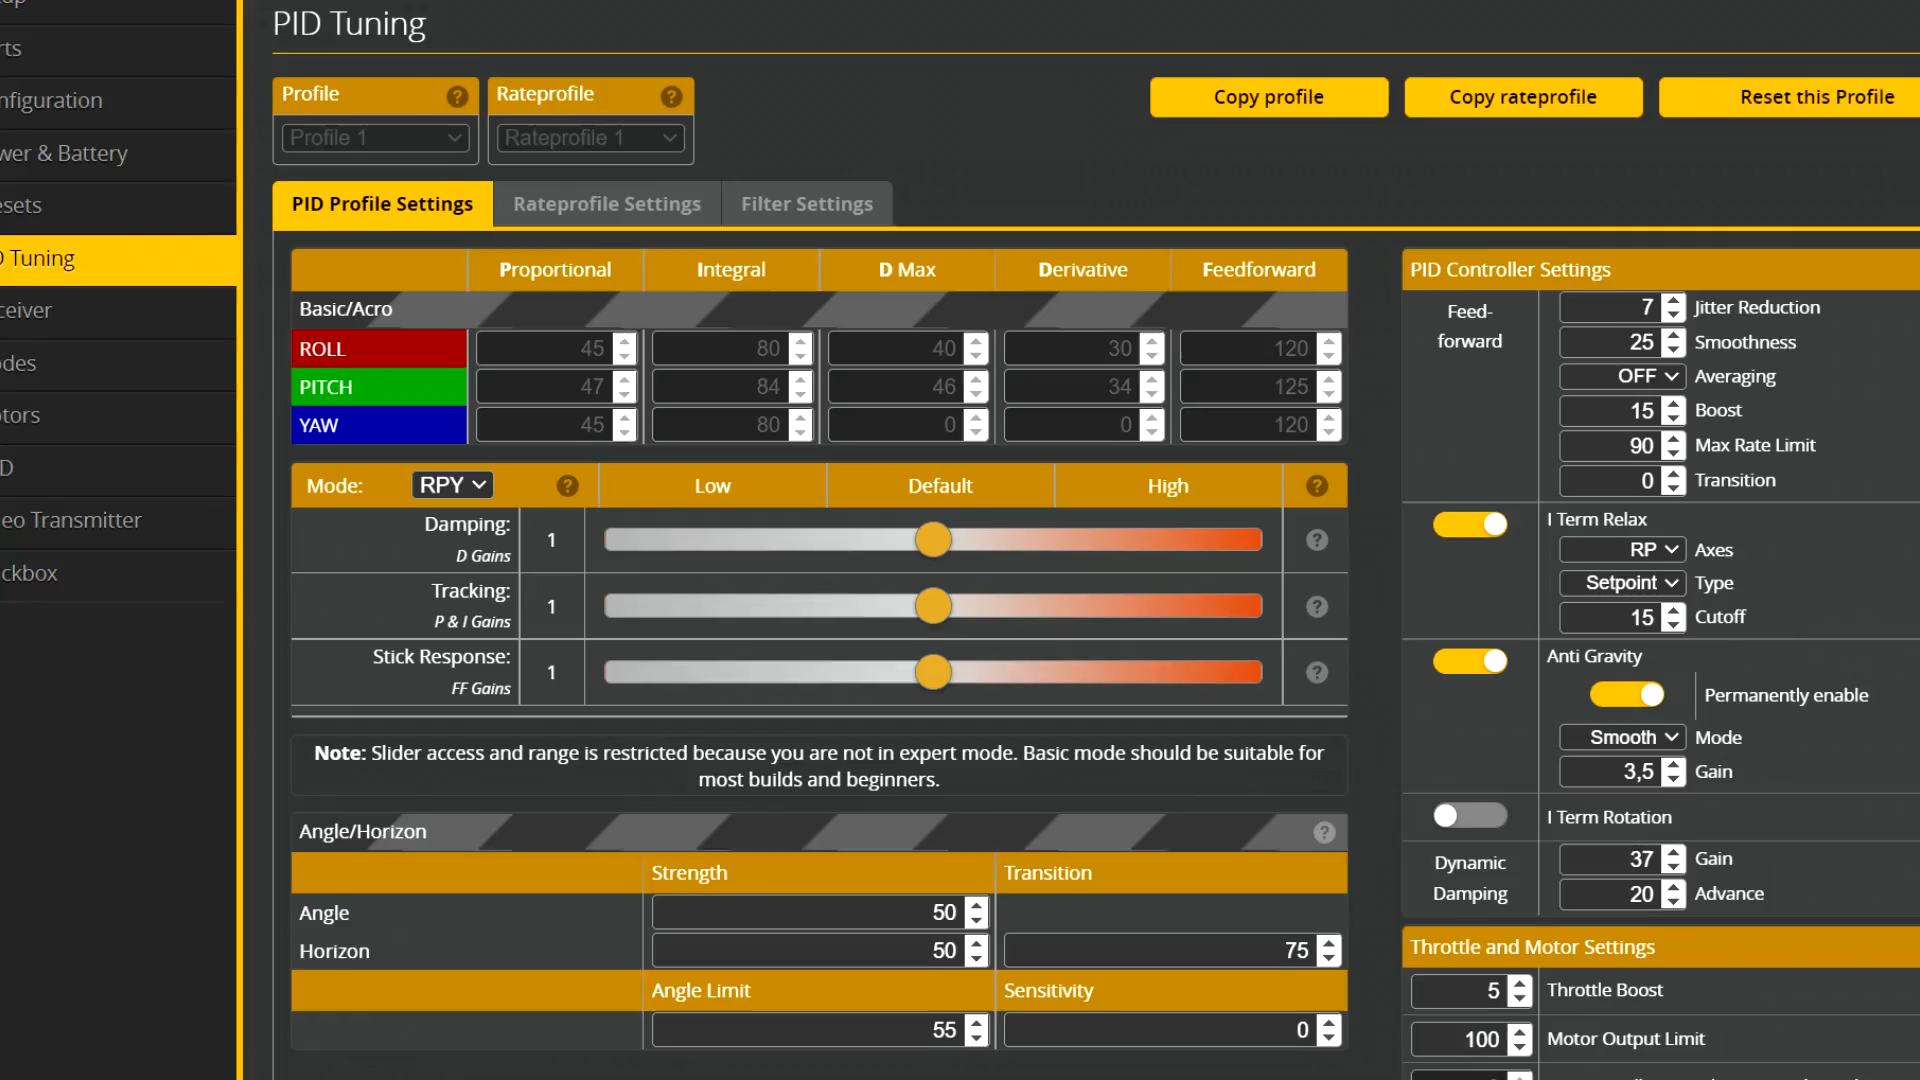 PID Tuning
rts
nfiguration
wer & Battery
esets
D Tuning
ceiver
odes
otors
D
eo Transmitter
ckbox
Profile ?
Profile 1
Rateprofile ?
Rateprofile 1
Copy profile
Copy rateprofile
Reset this Profile
PID Profile Settings
Rateprofile Settings
Filter Settings
Proportional Integral D Max Derivative Feedforward
Basic/Acro
ROLL 45 80 40 30 120
PITCH 47 84 46 34 125
YAW 45 80 0 0 120
Mode: RPY ? Low Default High ?
Damping: 1 ?
D Gains
Tracking: 1 ?
P & I Gains
Stick Response: 1 ?
FF Gains
Note: Slider access and range is restricted because you are not in expert mode. Basic mode should be suitable for
most builds and beginners.
Angle/Horizon ?
Strength Transition
Angle 50
Horizon 50 75
Angle Limit Sensitivity
55 0
PID Controller Settings
Feed-
forward
7 Jitter Reduction
25 Smoothness
OFF Averaging
15 Boost
90 Max Rate Limit
0 Transition
I Term Relax
RP Axes
Setpoint Type
15 Cutoff
Anti Gravity
Permanently enable
Smooth Mode
3,5 Gain
I Term Rotation
Dynamic
Damping
37 Gain
20 Advance
Throttle and Motor Settings
5 Throttle Boost
100 Motor Output Limit